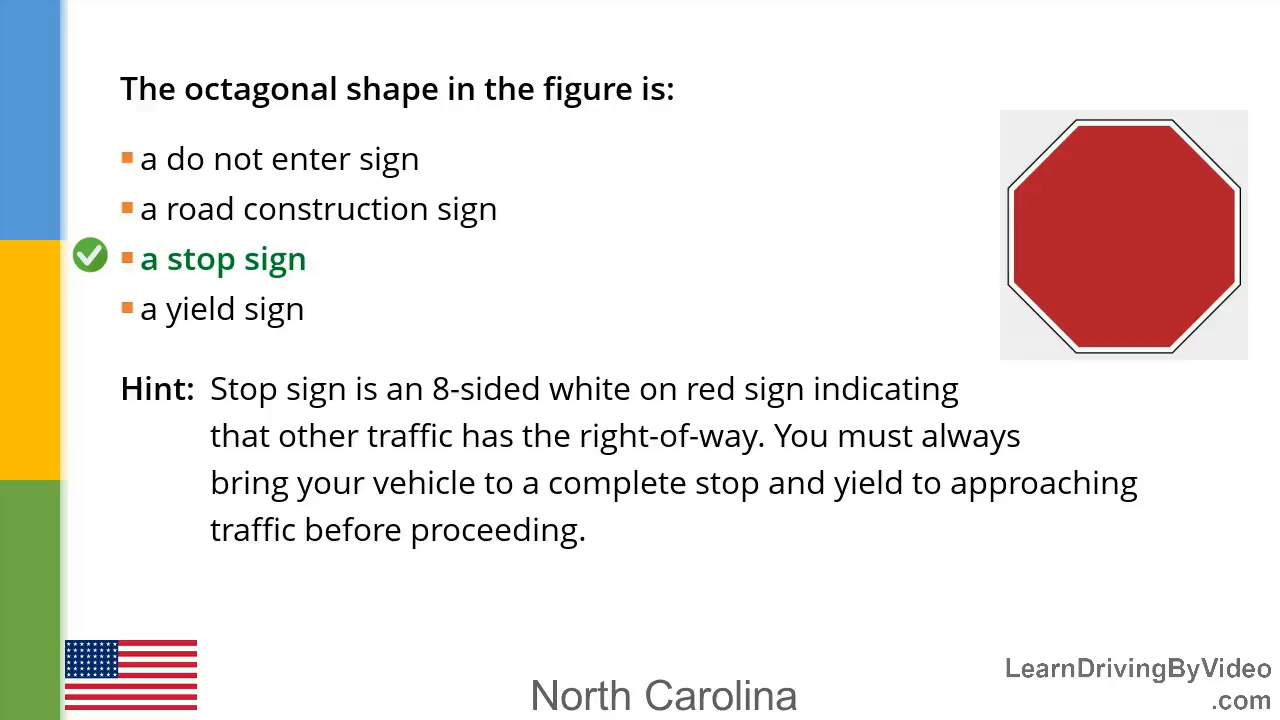 The octagonal shape in the figure is:
a do not enter sign
a road construction sign
a stop sign
a yield sign
Hint: Stop sign is an 8-sided white on red sign indicating
that other traffic has the right-of-way. You must always
bring your vehicle to a complete stop and yield to approaching
traffic before proceeding.
North Carolina
LearnDrivingByVideo
.com